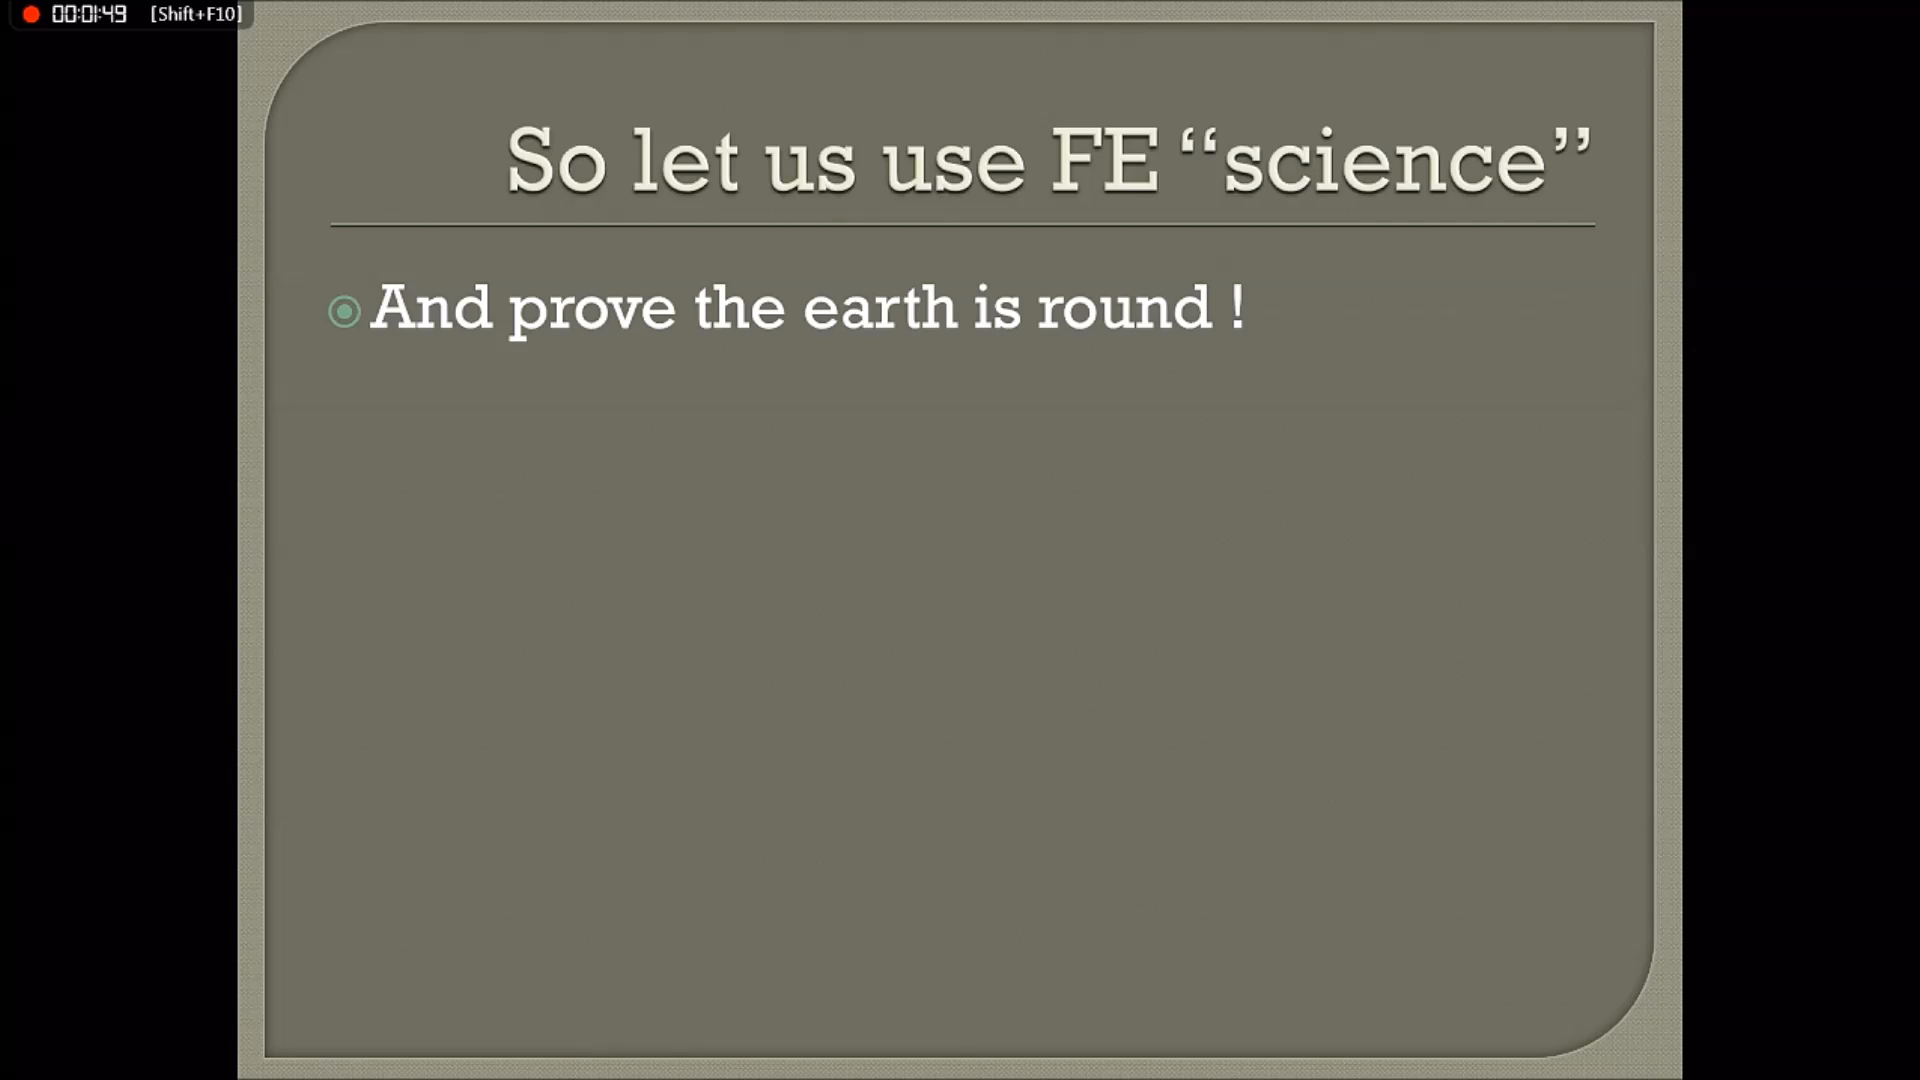 00:01:49 [Shift+F10]
So let us use FE “science”
And prove the earth is round !